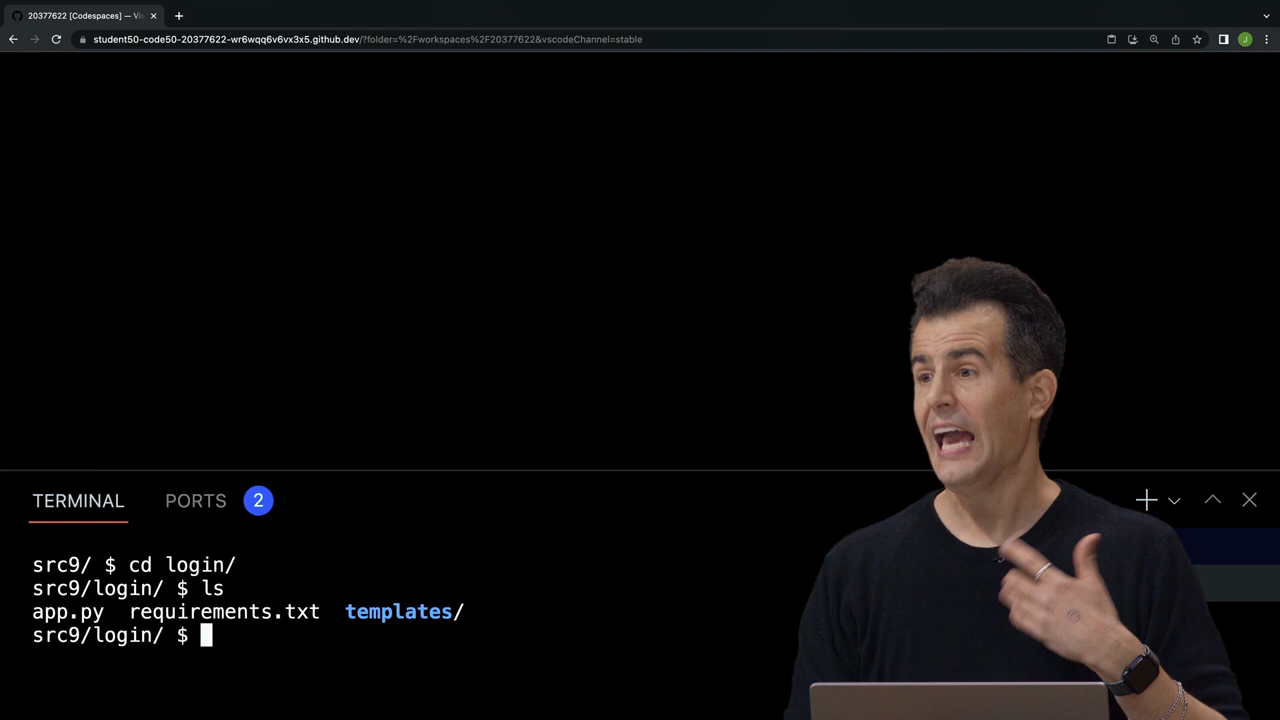 20377622 [Codespaces] — Vis
student50-code50-20377622-wr6wqq6v6vx3x5.github.dev/?folder=%2Fworkspaces%2F20377622&vscodeChannel=stable
J
TERMINAL PORTS 2
src9/ $ cd login/
src9/login/ $ ls
app.py requirements.txt templates/
src9/login/ $